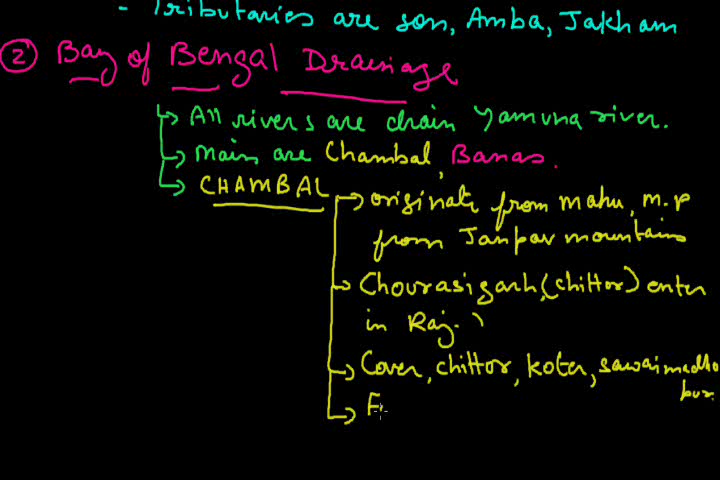 - Tributaries are son, Amba, Jakham
② Bay of Bengal Drainage
↳ All rivers are drain Yamuna river.
↳ main are Chambal, Banas.
↳ CHAMBAL ↳ originate from Mahu, M.P
from Janpav mountains
↳ Chourasigarh, (Chittor) enter
in Raj. )
↳ Cover, chittor, kota, sawaimadho
pur.
↳ F